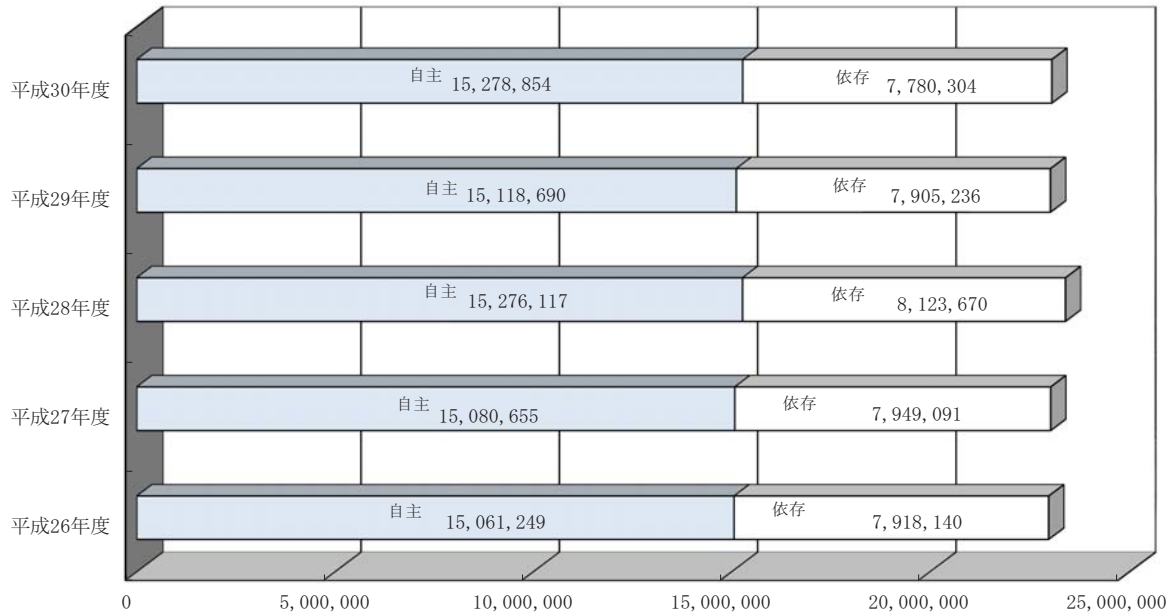 平成30年度 自主 15,278,854 依存 7,780,304
平成29年度 自主 15,118,690 依存 7,905,236
平成28年度 自主 15,276,117 依存 8,123,670
平成27年度 自主 15,080,655 依存 7,949,091
平成26年度 自主 15,061,249 依存 7,918,140
0 5,000,000 10,000,000 15,000,000 20,000,000 25,000,000